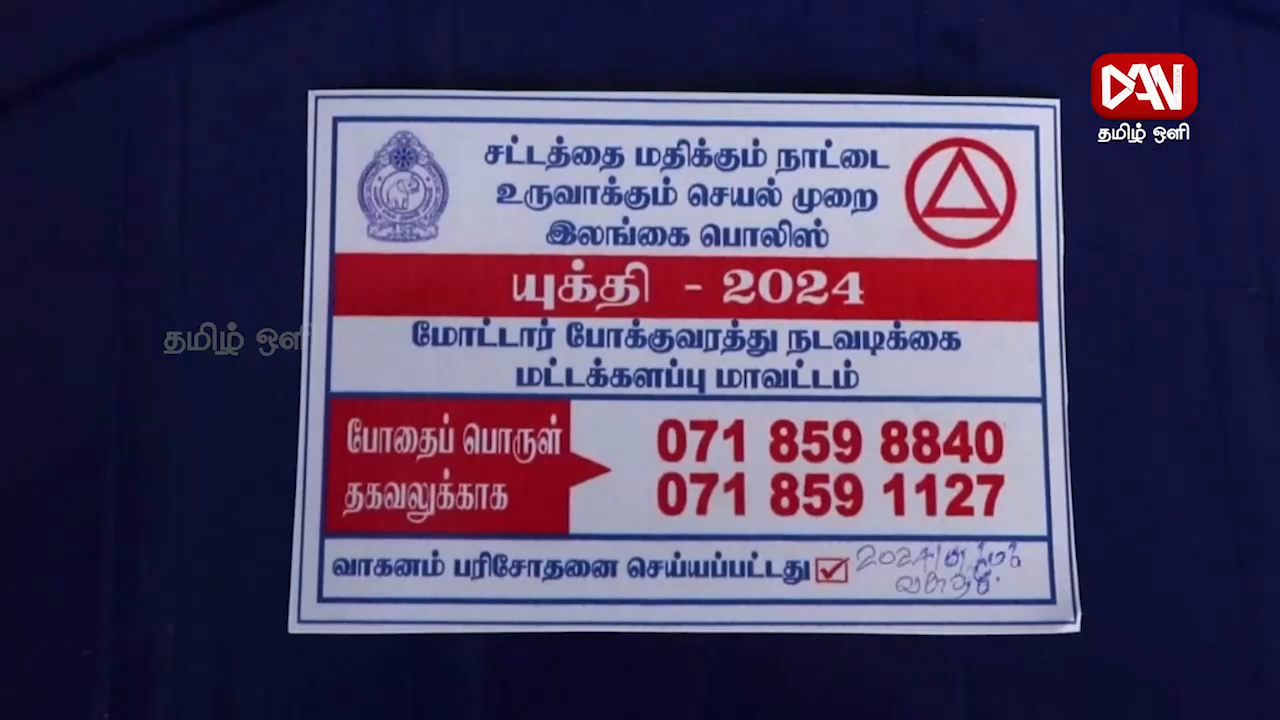 DAN
தமிழ் ஒளி
சட்டத்தை மதிக்கும் நாட்டை
உருவாக்கும் செயல் முறை
இலங்கை பொலிஸ்
யுக்தி - 2024
தமிழ் ஒளி
மோட்டார் போக்குவரத்து நடவடிக்கை
மட்டக்களப்பு மாவட்டம்
போதைப் பொருள்
தகவலுக்காக
071 859 8840
071 859 1127
வாகனம் பரிசோதனை செய்யப்பட்டது
2024